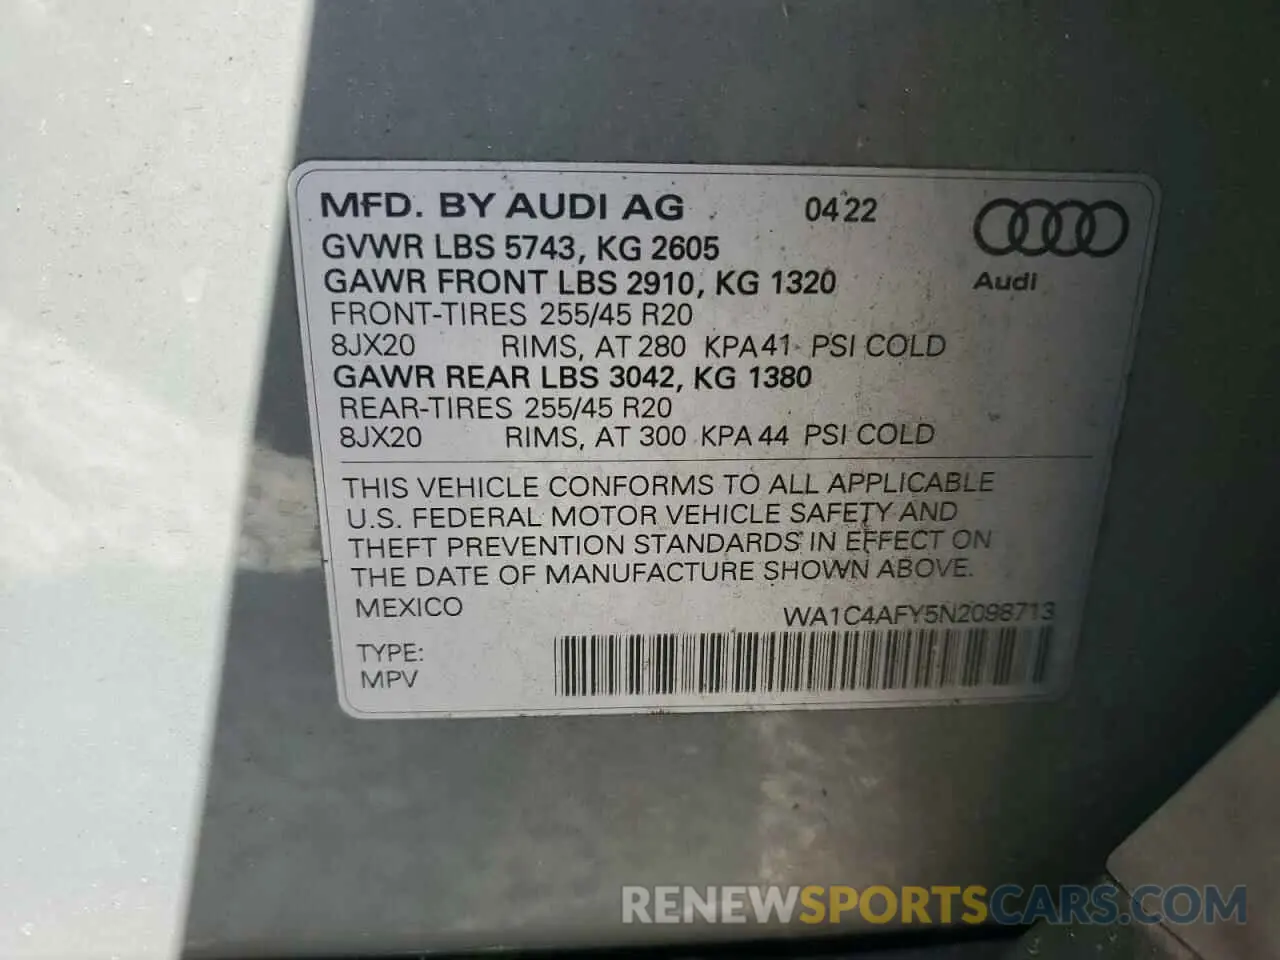 MFD. BY AUDI AG 04 22
GVWR LBS 5743, KG 2605
GAWR FRONT LBS 2910, KG 1320
Audi
FRONT-TIRES 255/45 R20
8JX20 RIMS, AT 280 KPA 41 PSI COLD
GAWR REAR LBS 3042, KG 1380
REAR-TIRES 255/45 R20
8JX20 RIMS, AT 300 KPA 44 PSI COLD
THIS VEHICLE CONFORMS TO ALL APPLICABLE
U.S. FEDERAL MOTOR VEHICLE SAFETY AND
THEFT PREVENTION STANDARDS IN EFFECT ON
THE DATE OF MANUFACTURE SHOWN ABOVE.
MEXICO WA1C4AFY5N2098713
TYPE:
MPV
RENEWSPORTSCARS.COM